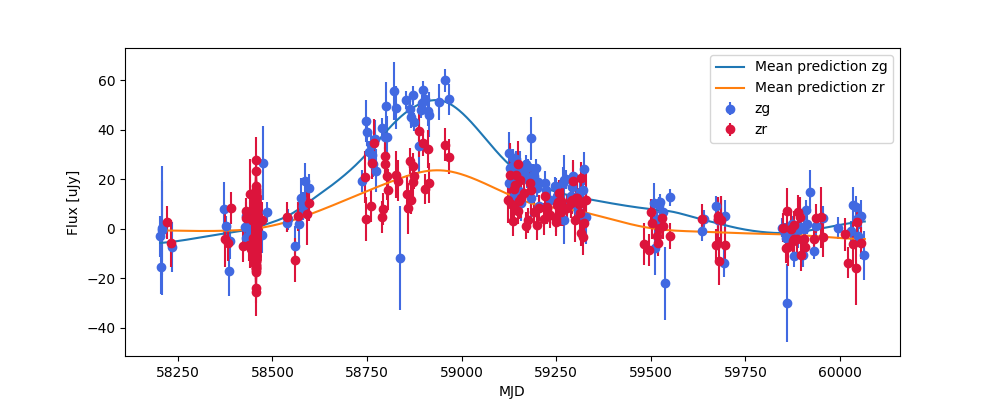 Mean prediction zg
Mean prediction zr
zg
zr
Flux [uJy]
60
40
20
0
−20
−40
58250
58500
58750
59000
59250
59500
59750
60000
MJD